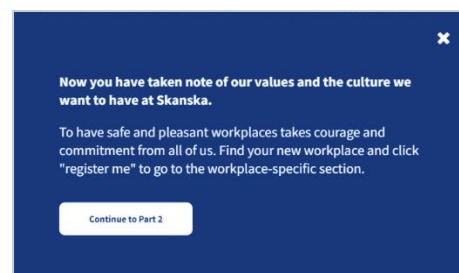 Now you have taken note of our values and the culture we
want to have at Skanska.
To have safe and pleasant workplaces takes courage and
commitment from all of us. Find your new workplace and click
"register me" to go to the workplace-specific section.
Continue to Part 2